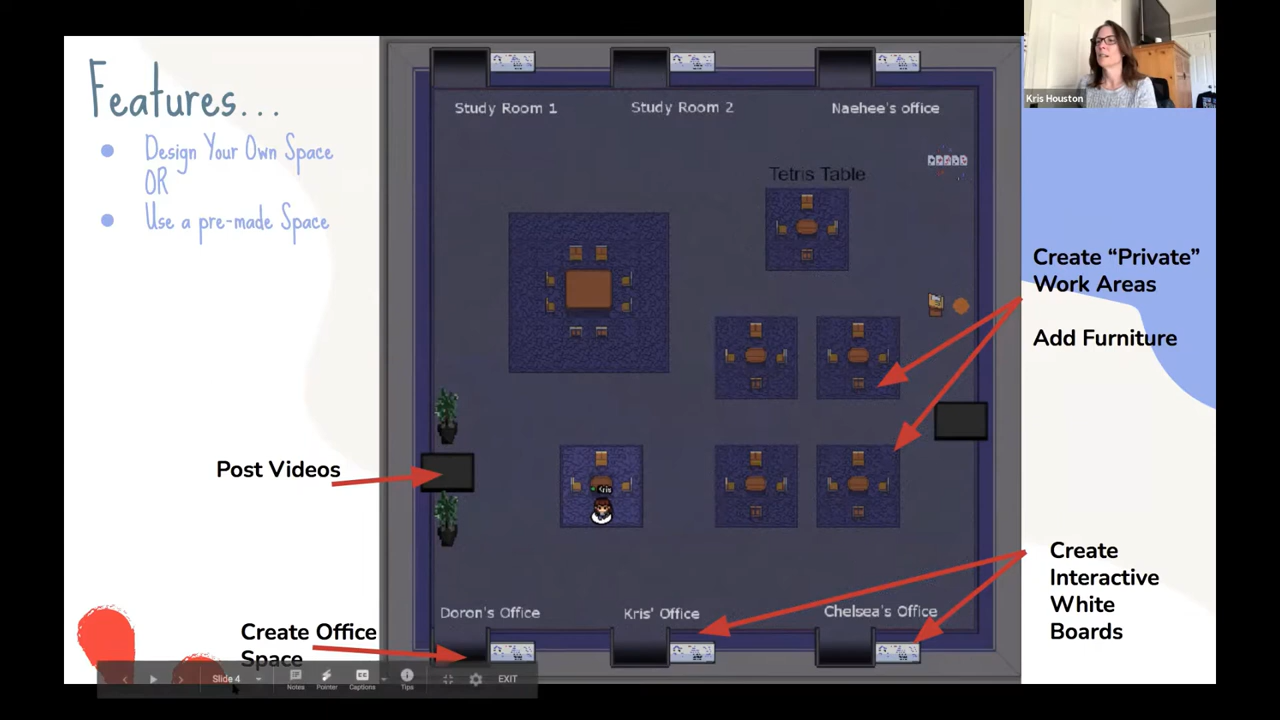 Features...
Design Your Own Space
OR
Use a pre-made Space
Study Room 1
Study Room 2
Naehee's office
Tetris Table
Kris Houston
Create “Private”
Work Areas
Add Furniture
Post Videos
Kris
Create
Interactive
White
Boards
Doron's Office
Kris' Office
Chelsea's Office
Create Office
Space
Slide 4
Notes
Pointer
Captions
Tips
EXIT